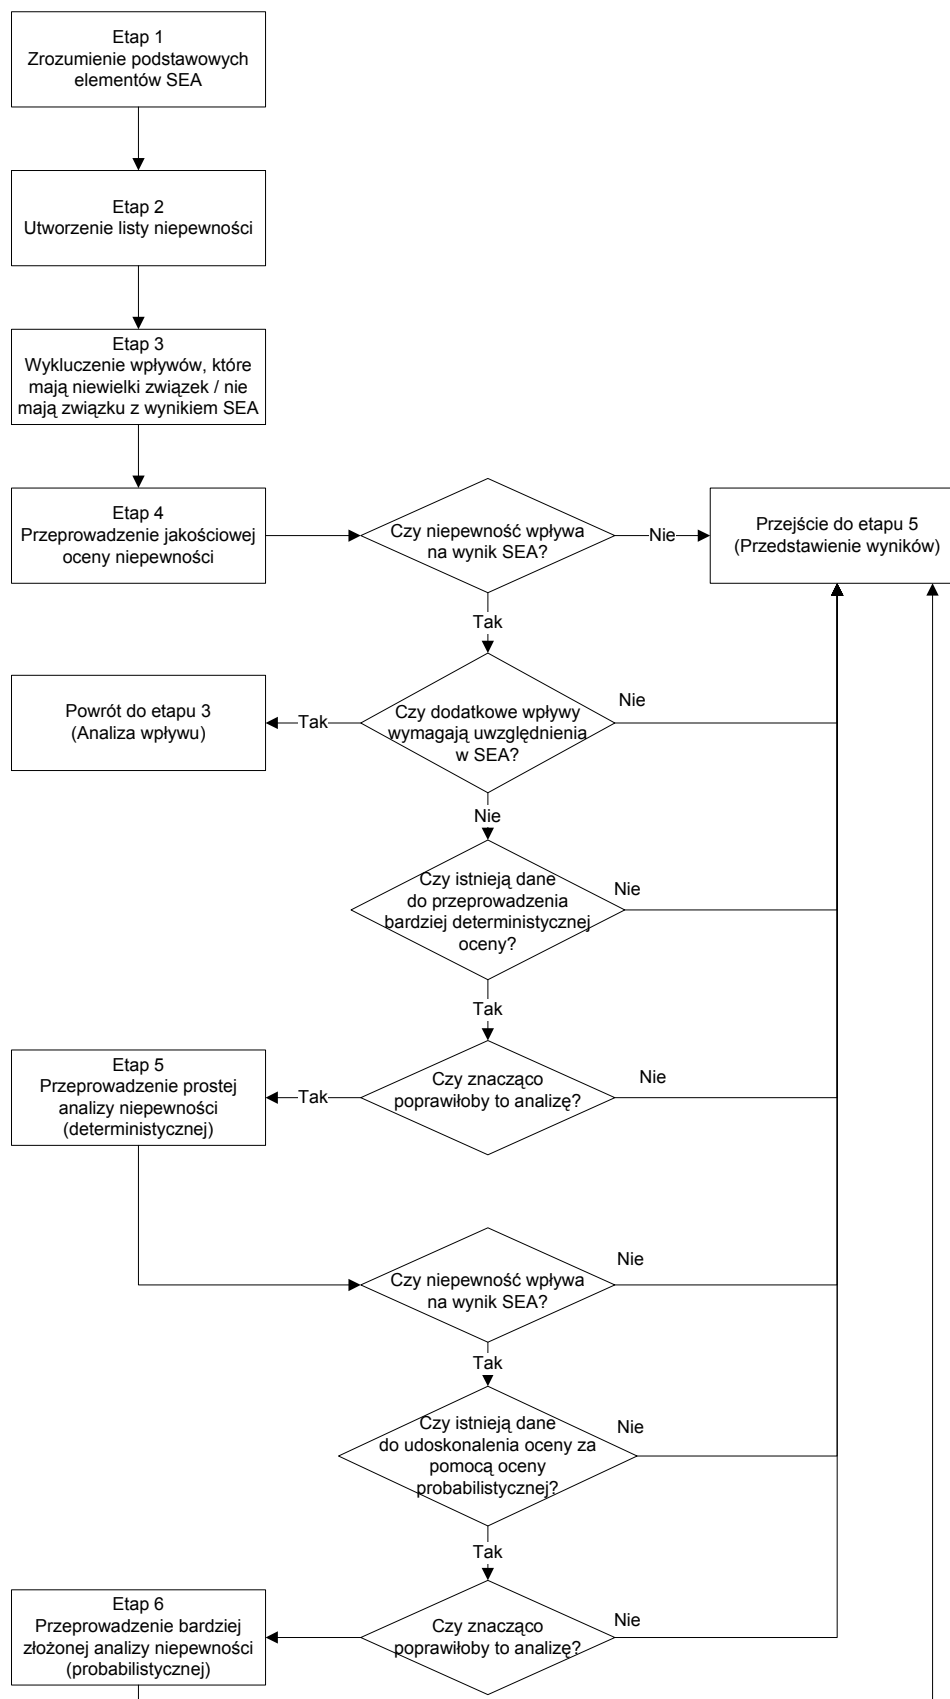 Etap 1
Zrozumienie podstawowych
elementów SEA
Etap 2
Utworzenie listy niepewności
Etap 3
Wykluczenie wpływów, które
mają niewielki związek / nie
mają związku z wynikiem SEA
Etap 4
Przeprowadzenie jakościowej
oceny niepewności
Czy niepewność wpływa
na wynik SEA?
Nie
Przejście do etapu 5
(Przedstawienie wyników)
Tak
Powrót do etapu 3
(Analiza wpływu)
Tak
Czy dodatkowe wpływy
wymagają uwzględnienia
w SEA?
Nie
Nie
Czy istnieją dane
do przeprowadzenia
bardziej deterministycznej
oceny?
Nie
Tak
Etap 5
Przeprowadzenie prostej
analizy niepewności
(deterministycznej)
Tak
Czy znacząco
poprawiłoby to analizę?
Nie
Czy niepewność wpływa
na wynik SEA?
Nie
Tak
Czy istnieją dane
do udoskonalenia oceny za
pomocą oceny
probabilistycznej?
Nie
Tak
Etap 6
Przeprowadzenie bardziej
złożonej analizy niepewności
(probabilistycznej)
Czy znacząco
poprawiłoby to analizę?
Nie